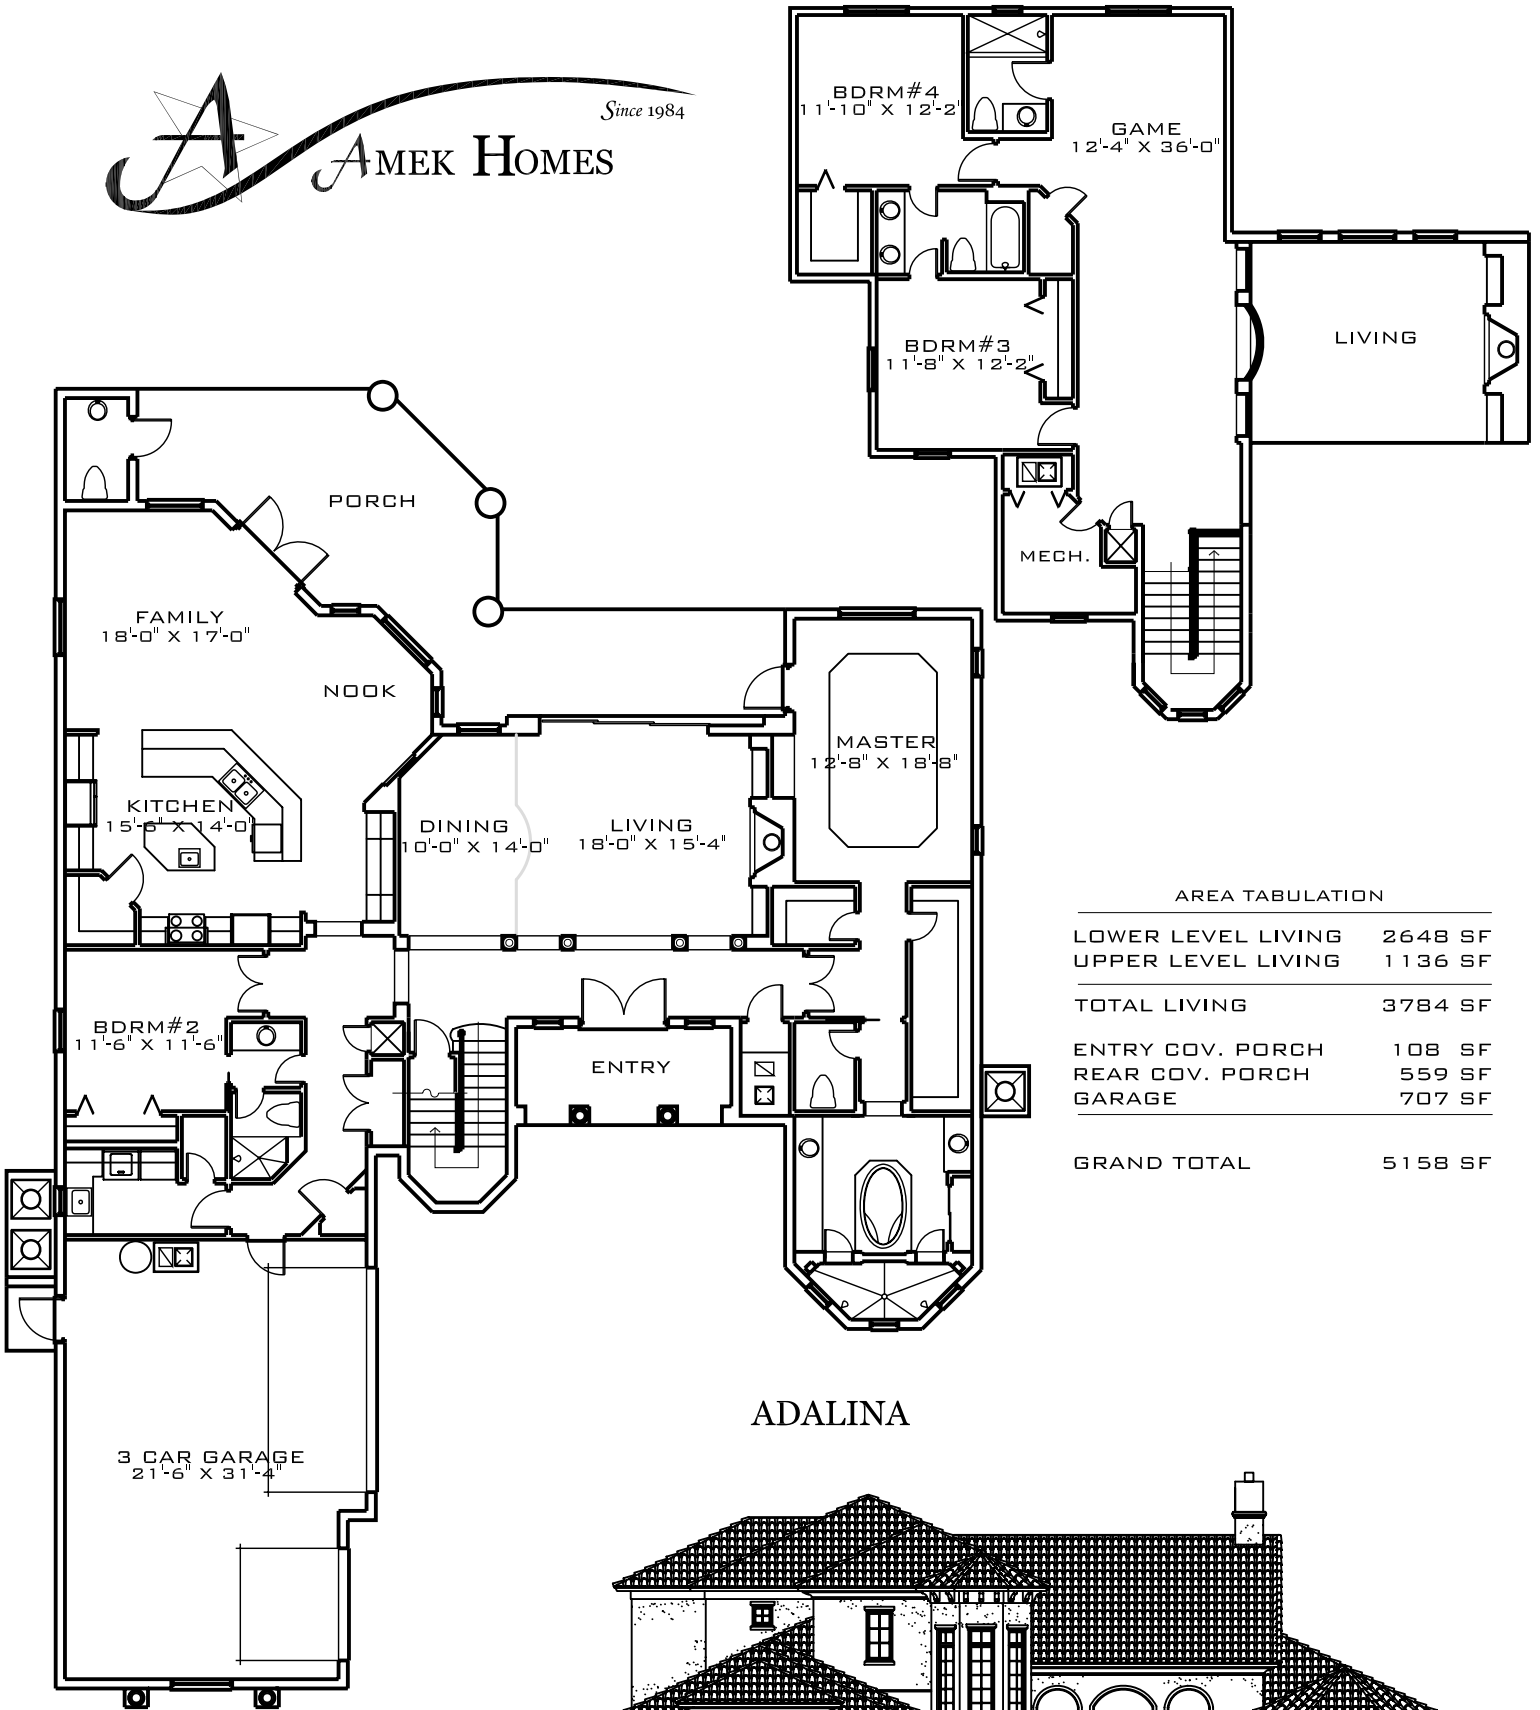 Since 1984
AMEK HOMES
BDRM#4
11'-10" X 12'-2'
GAME
12'-4" X 36'-0"
BDRM#3
11'-8" X 12'-2"
LIVING
MECH.
PORCH
FAMILY
18'-0" X 17'-0"
NOOK
MASTER
12'-8" X 18'-8"
KITCHEN
15'-6" X 14'-0"
DINING
10'-0" X 14'-0"
LIVING
18'-0" X 15'-4"
BDRM#2
11'-6" X 11'-6"
ENTRY
3 CAR GARAGE
21'-6" X 31'-4"
AREA TABULATION
LOWER LEVEL LIVING 2648 SF
UPPER LEVEL LIVING 1136 SF
TOTAL LIVING 3784 SF
ENTRY COV. PORCH 108 SF
REAR COV. PORCH 559 SF
GARAGE 707 SF
GRAND TOTAL 5158 SF
ADALINA